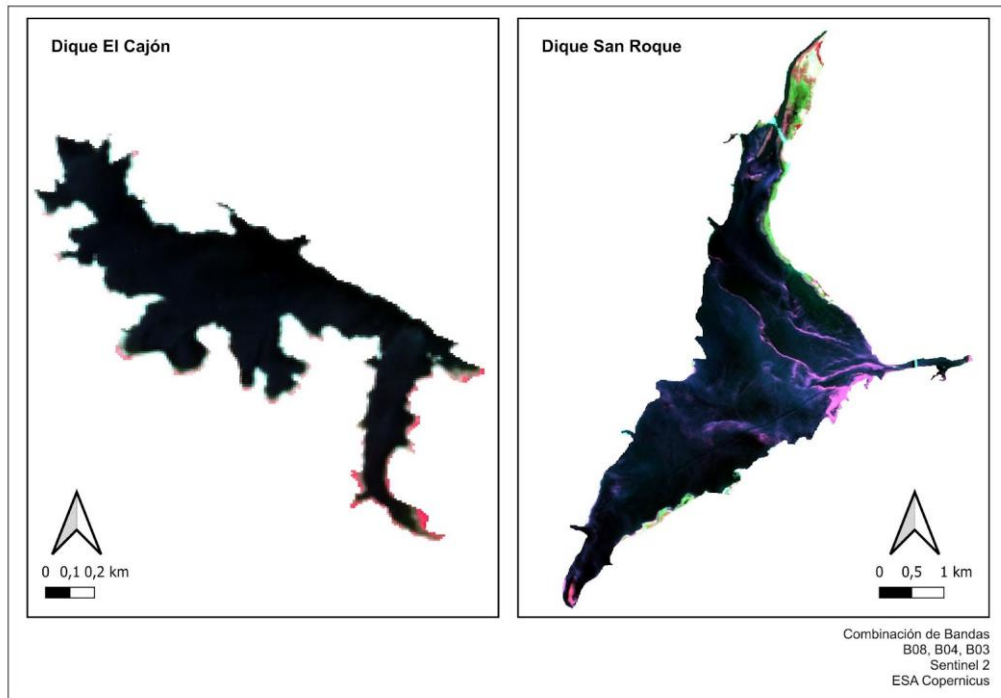 Dique El Cajón
0 0,1 0,2 km
Dique San Roque
0 0,5 1 km
Combinación de Bandas
B08, B04, B03
Sentinel 2
ESA Copernicus